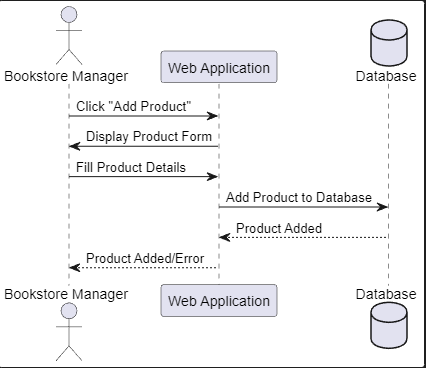 Bookstore Manager
Web Application
Database
Click "Add Product"
Display Product Form
Fill Product Details
Add Product to Database
Product Added
Product Added/Error
Bookstore Manager
Web Application
Database